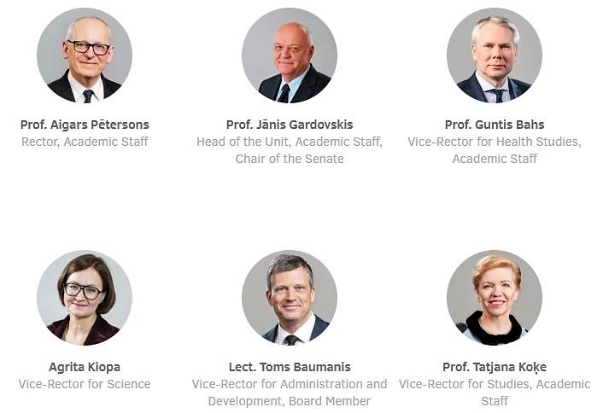 Prof. Aigars Pētersons
Rector, Academic Staff
Prof. Jānis Gardovskis
Head of the Unit, Academic Staff,
Chair of the Senate
Prof. Guntis Bahs
Vice-Rector for Health Studies,
Academic Staff
Agrita Kiopa
Vice-Rector for Science
Lect. Toms Baumanis
Vice-Rector for Administration and
Development, Board Member
Prof. Tatjana Koķe
Vice-Rector for Studies, Academic
Staff